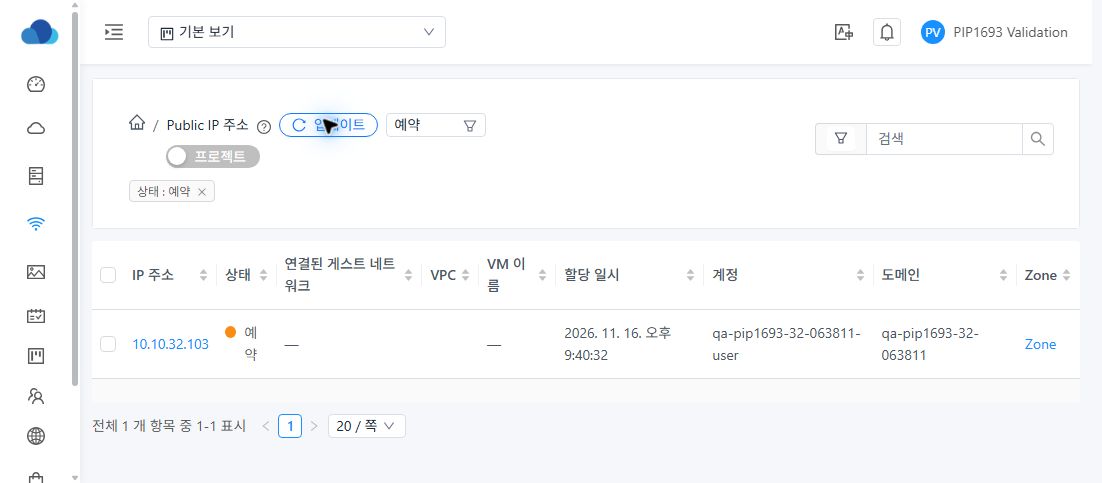 기본 보기
PV PIP1693 Validation
/ Public IP 주소
예약
프로젝트
검색
상태 : 예약
IP 주소 상태 연결된 게스트 네트
워크 VPC VM 이
름 할당 일시 계정 도메인 Zone
10.10.32.103 예
약 — — 2026. 11. 16. 오후
9:40:32 qa-pip1693-32-063811-
user qa-pip1693-32-
063811 Zone
전체 1 개 항목 중 1-1 표시 1 20 / 쪽